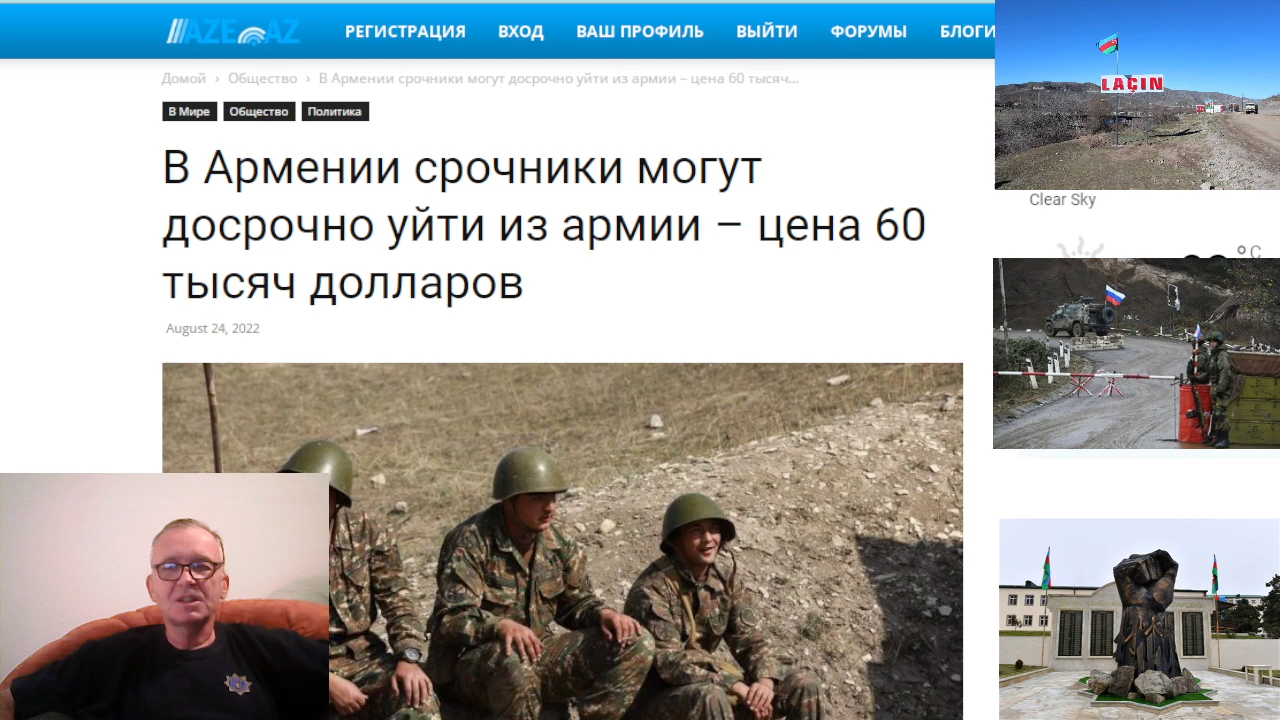 AZE AZ
РЕГИСТРАЦИЯ ВХОД ВАШ ПРОФИЛЬ ВЫЙТИ ФОРУМЫ БЛОГИ
Домой › Общество › В Армении срочники могут досрочно уйти из армии – цена 60 тысяч...
В Мире Общество Политика
В Армении срочники могут
досрочно уйти из армии – цена 60
тысяч долларов
August 24, 2022
LAÇIN
Clear Sky
°C